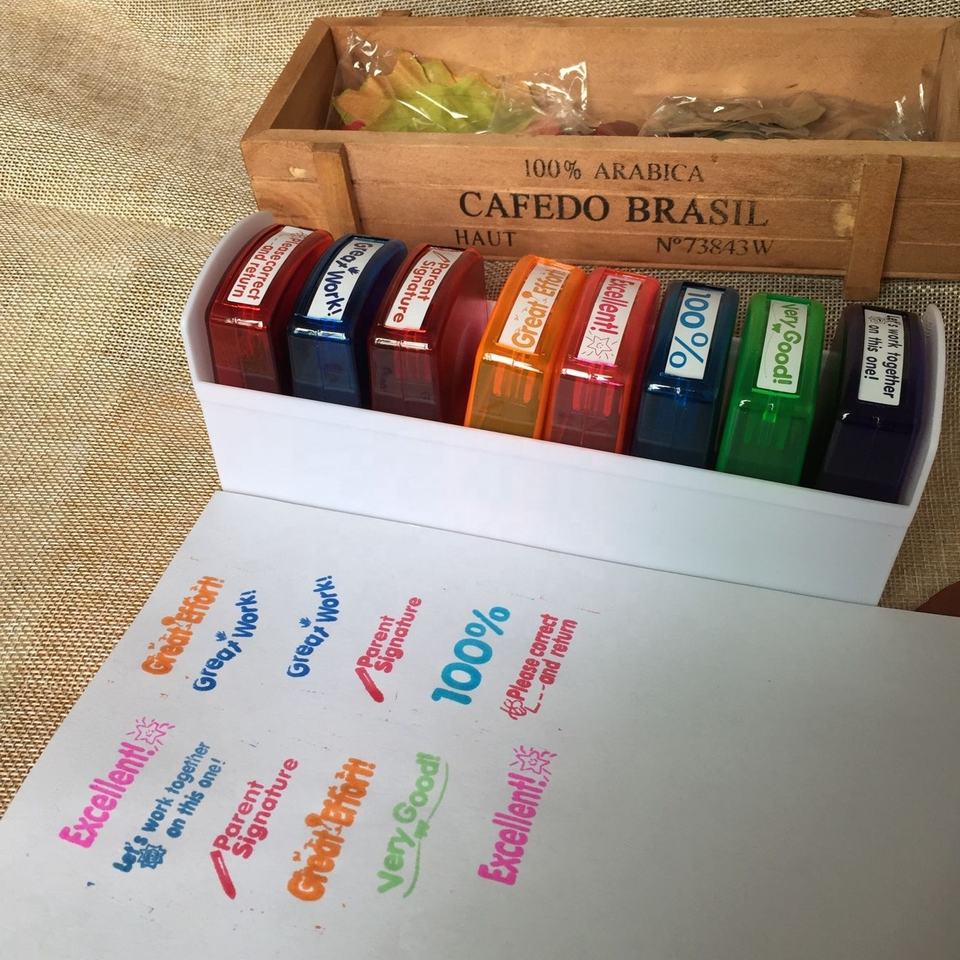 100% ARABICA
CAFEDO BRASIL
HAUT Nº73843W
Please correct
and return
Great Work!
Parent
Signature
Great Effort!
Excellent!
100%
Very Good!
Let's work together
on this one!
Great Effort!
Great Work!
Great Work!
Parent
Signature
100%
Please correct
and return
Excellent!
Let's work together
on this one!
Parent
Signature
Great Effort!
Very Good!
Excellent!